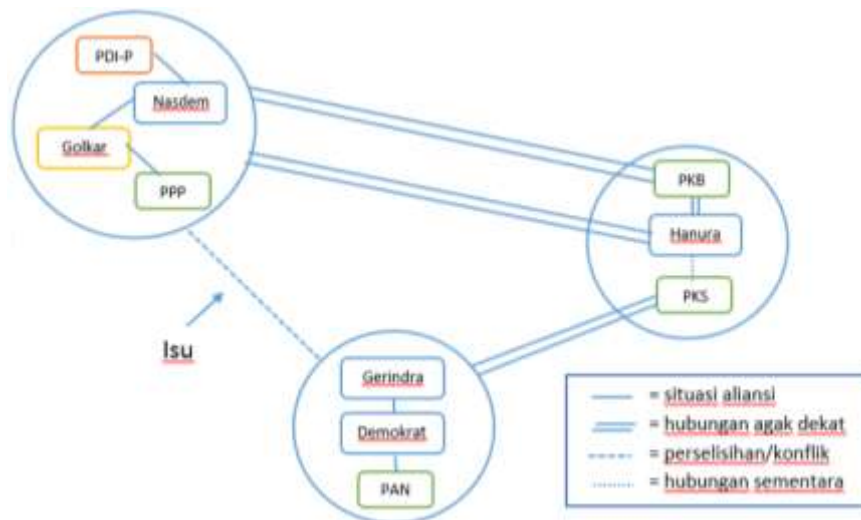 PDI-P
Nasdem
Golkar
PPP
PKB
Hanura
PKS
Isu
Gerindra
Demokrat
PAN
= situasi aliansi
= hubungan agak dekat
= perselisihan/konflik
= hubungan sementara